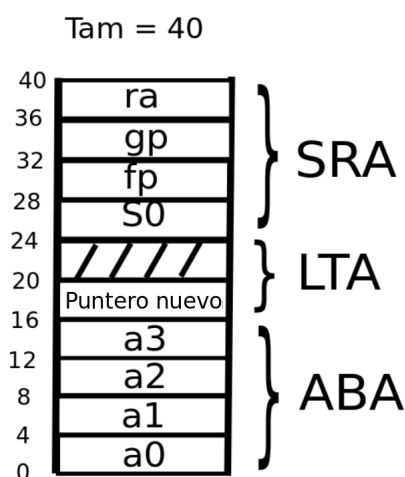 Tam = 40
40
ra
36
gp
32
fp
28
S0
24
20
Puntero nuevo
16
a3
12
a2
8
a1
4
a0
0
SRA
LTA
ABA